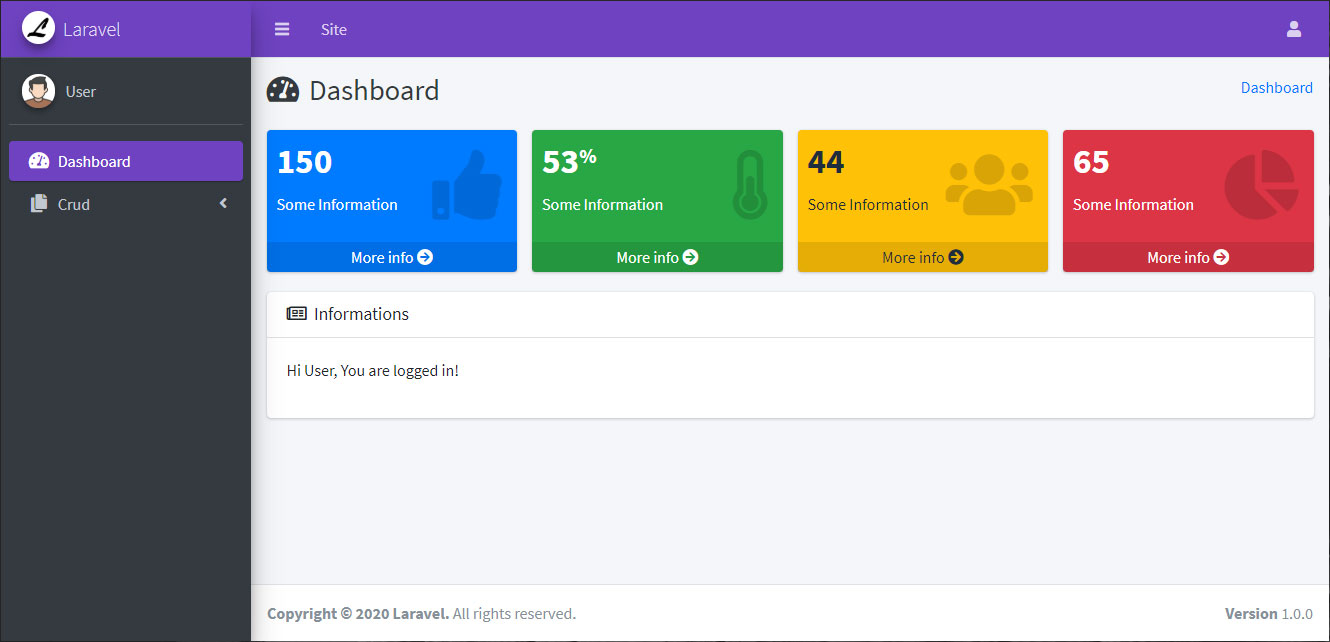 Laravel
Site
User
Dashboard
Crud
Dashboard
Dashboard
150
Some Information
More info
53%
Some Information
More info
44
Some Information
More info
65
Some Information
More info
Informations
Hi User, You are logged in!
Copyright © 2020 Laravel. All rights reserved.
Version 1.0.0